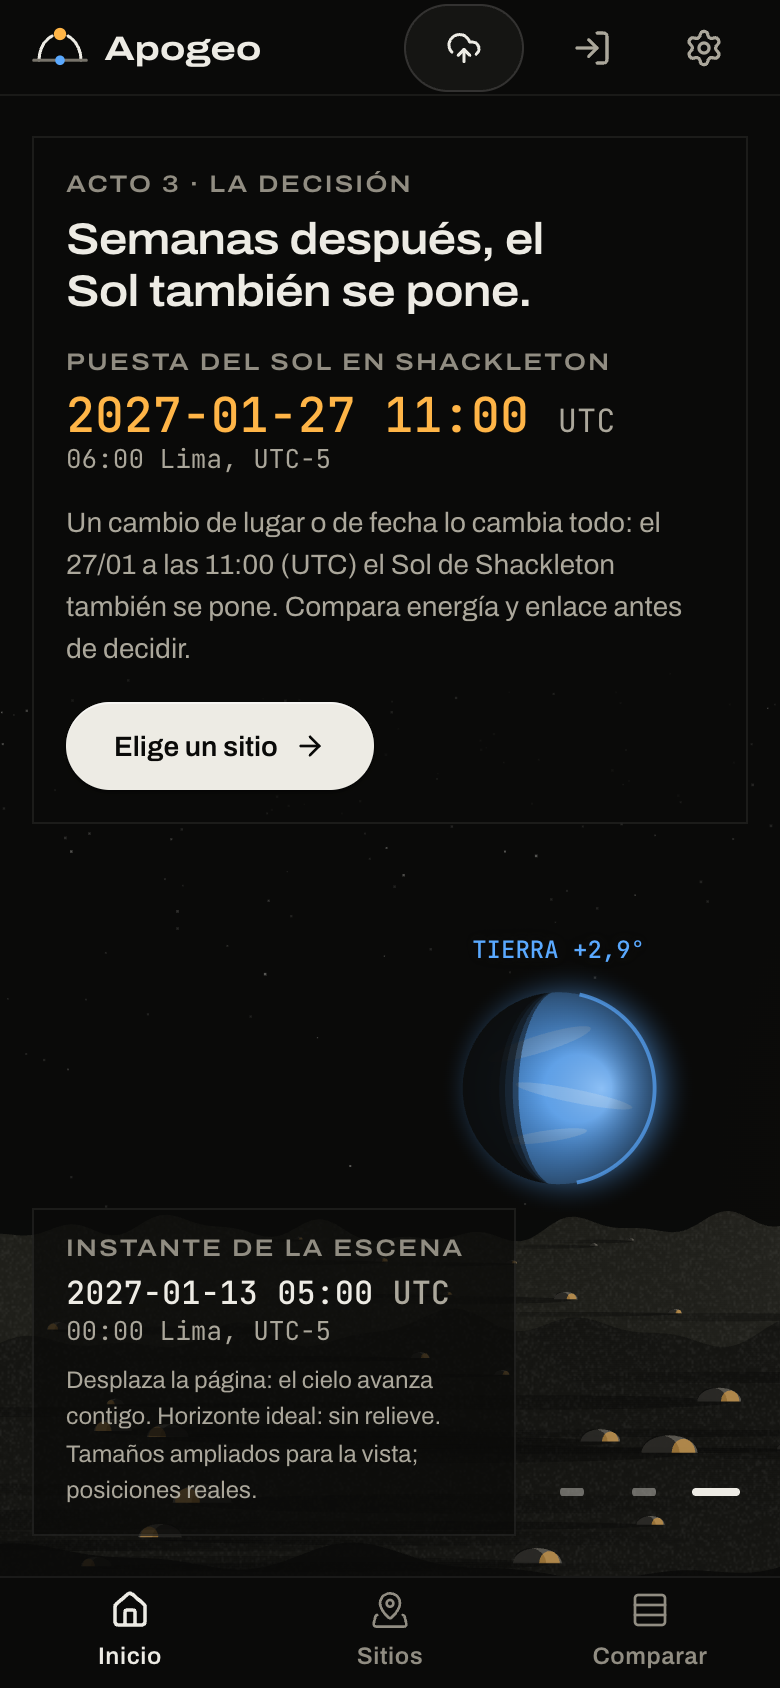 Apogeo
ACTO 3 · LA DECISIÓN
Semanas después, el
Sol también se pone.
PUESTA DEL SOL EN SHACKLETON
2027-01-27 11:00 UTC
06:00 Lima, UTC-5
Un cambio de lugar o de fecha lo cambia todo: el
27/01 a las 11:00 (UTC) el Sol de Shackleton
también se pone. Compara energía y enlace antes
de decidir.
Elige un sitio
TIERRA +2,9°
INSTANTE DE LA ESCENA
2027-01-13 05:00 UTC
00:00 Lima, UTC-5
Desplaza la página: el cielo avanza
contigo. Horizonte ideal: sin relieve.
Tamaños ampliados para la vista;
posiciones reales.
Inicio
Sitios
Comparar